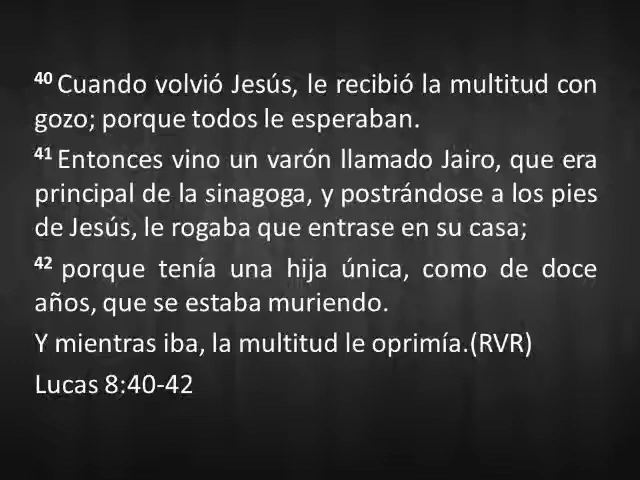 40 Cuando volvió Jesús, le recibió la multitud con
gozo; porque todos le esperaban.
41 Entonces vino un varón llamado Jairo, que era
principal de la sinagoga, y postrándose a los pies
de Jesús, le rogaba que entrase en su casa;
42 porque tenía una hija única, como de doce
años, que se estaba muriendo.
Y mientras iba, la multitud le oprimía.(RVR)
Lucas 8:40-42